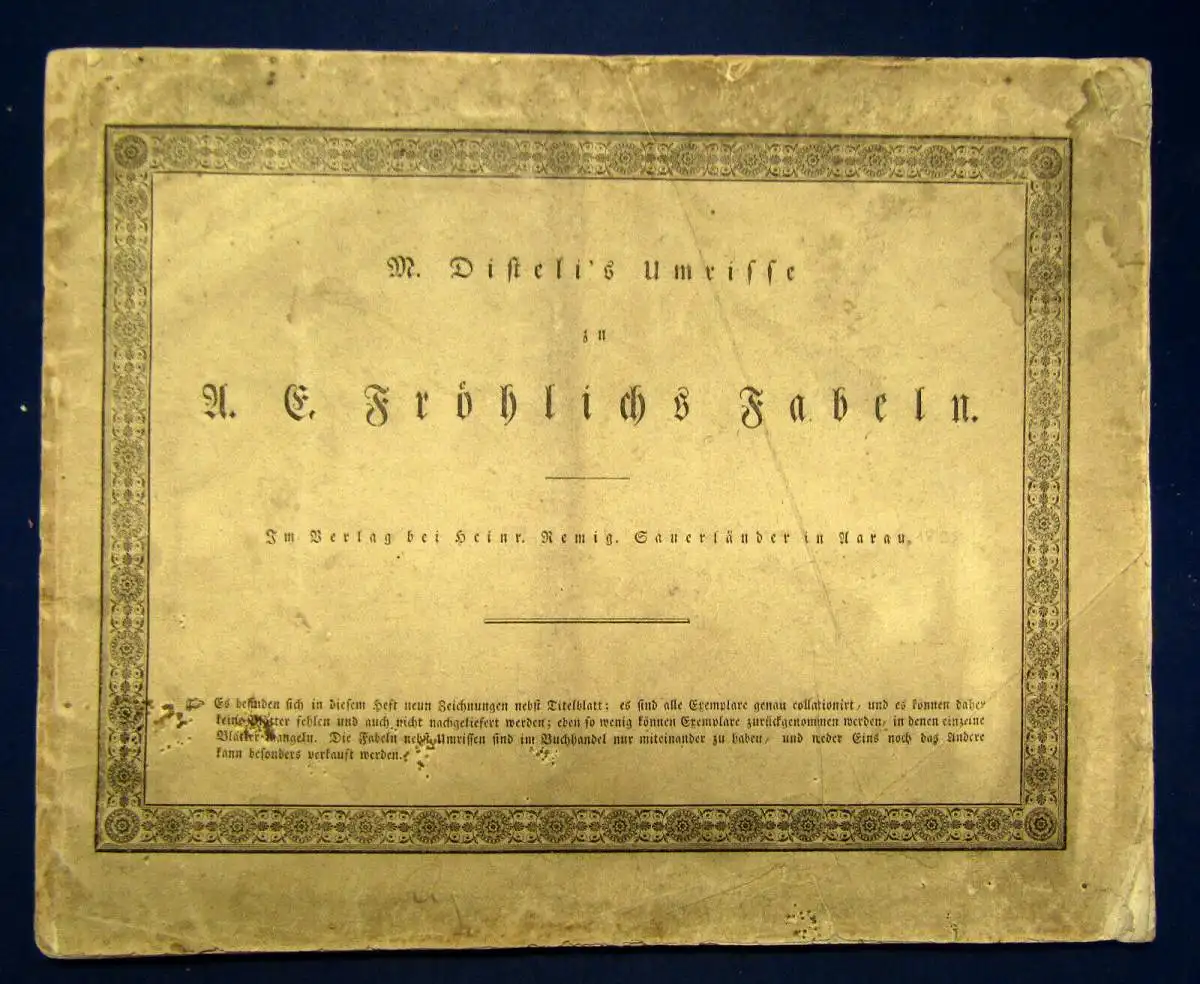 M. Disteli's Umrisse
zu
A. E. Fröhlichs Fabeln.
Im Verlag bei Heinr. Remig. Sauerländer in Aarau.
Es befinden sich in diesem Heft neun Zeichnungen nebst Titelblatt; es sind alle Exemplare genau collationirt, und es können daher
keine Blätter fehlen und auch nicht nachgeliefert werden; eben so wenig können Exemplare zurückgenommen werden, in denen einzelne
Blätter mangeln. Die Fabeln nebst Umrissen sind im Buchhandel nur miteinander zu haben, und weder Eins noch das Andere
kann besonders verkauft werden.